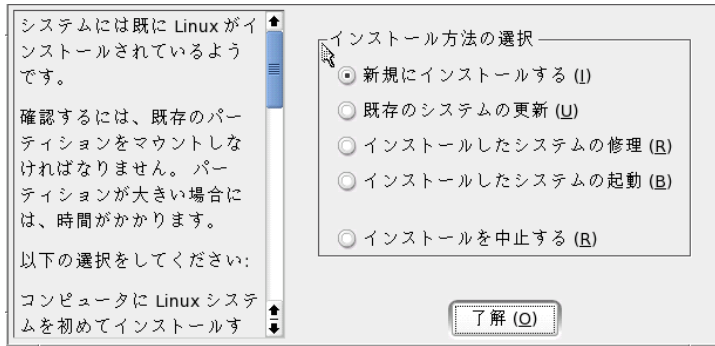 システムには既に Linux がイ
ンストールされているよう
です。
確認するには、既存のパー
ティションをマウントしな
ければなりません。 パー
ティションが大きい場合に
は、時間がかかります。
以下の選択をしてください:
コンピュータに Linux システ
ムを初めてインストールす
インストール方法の選択
新規にインストールする (I)
既存のシステムの更新 (U)
インストールしたシステムの修理 (R)
インストールしたシステムの起動 (B)
インストールを中止する (R)
了解 (O)